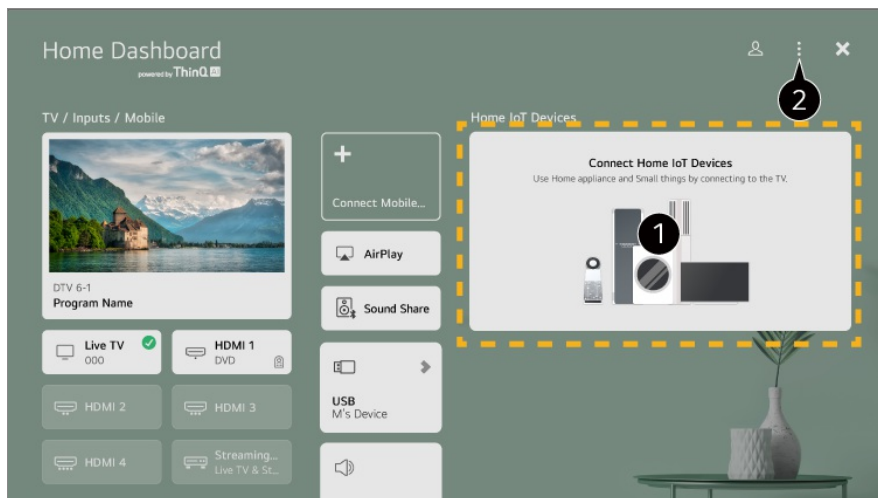 Home Dashboard
powered by ThinQ AI
2
TV / Inputs / Mobile
DTV 6-1
Program Name
Live TV
000
HDMI 1
DVD
HDMI 2
HDMI 3
HDMI 4
Streaming...
Live TV & St...
Connect Mobile...
AirPlay
Sound Share
USB
M's Device
Home IoT Devices
Connect Home IoT Devices
Use Home appliance and Small things by connecting to the TV.
1